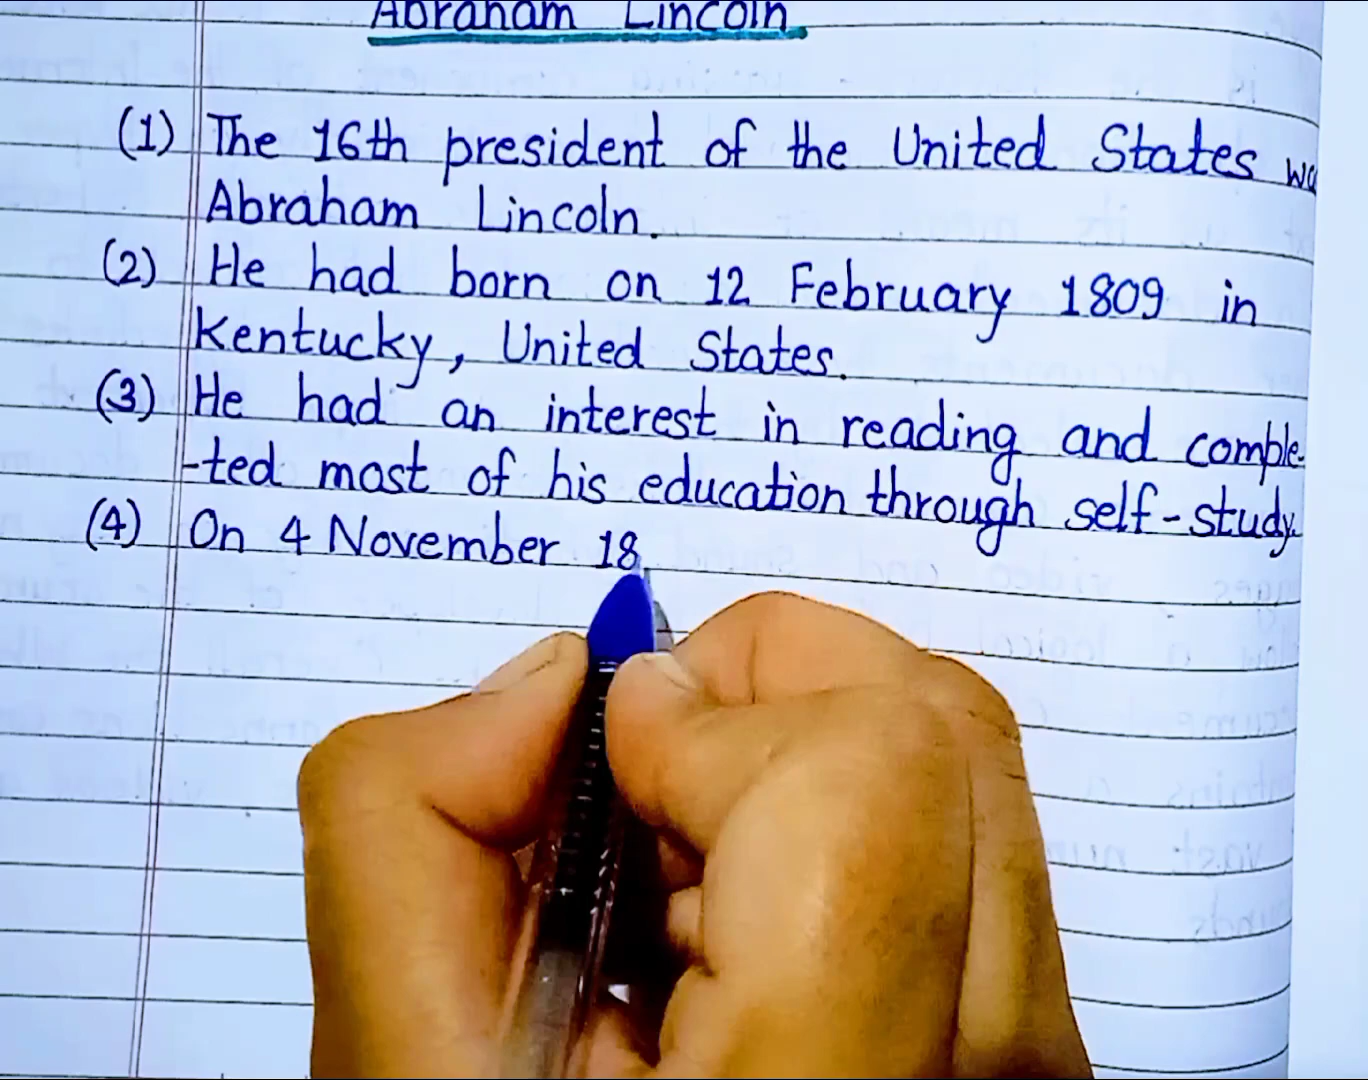 Abraham Lincoln
(1) The 16th president of the United States wa
Abraham Lincoln.
(2) He had born on 12 February 1809 in
Kentucky, United States.
(3) He had an interest in reading and comple-
-ted most of his education through self-study.
(4) On 4 November 18